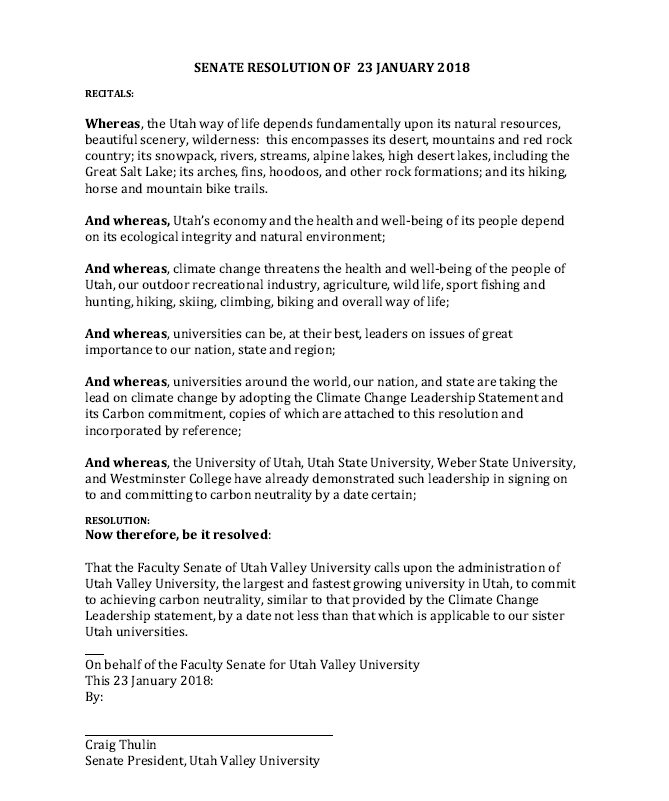 SENATE RESOLUTION OF  23 JANUARY 2018
RECITALS:
Whereas, the Utah way of life depends fundamentally upon its natural resources,
beautiful scenery, wilderness:  this encompasses its desert, mountains and red rock
country; its snowpack, rivers, streams, alpine lakes, high desert lakes, including the
Great Salt Lake; its arches, fins, hoodoos, and other rock formations; and its hiking,
horse and mountain bike trails.
And whereas, Utah's economy and the health and well-being of its people depend
on its ecological integrity and natural environment;
And whereas, climate change threatens the health and well-being of the people of
Utah, our outdoor recreational industry, agriculture, wild life, sport fishing and
hunting, hiking, skiing, climbing, biking and overall way of life;
And whereas, universities can be, at their best, leaders on issues of great
importance to our nation, state and region;
And whereas, universities around the world, our nation, and state are taking the
lead on climate change by adopting the Climate Change Leadership Statement and
its Carbon commitment, copies of which are attached to this resolution and
incorporated by reference;
And whereas, the University of Utah, Utah State University, Weber State University,
and Westminster College have already demonstrated such leadership in signing on
to and committing to carbon neutrality by a date certain;
RESOLUTION:
Now therefore, be it resolved:
That the Faculty Senate of Utah Valley University calls upon the administration of
Utah Valley University, the largest and fastest growing university in Utah, to commit
to achieving carbon neutrality, similar to that provided by the Climate Change
Leadership statement, by a date not less than that which is applicable to our sister
Utah universities.
On behalf of the Faculty Senate for Utah Valley University
This 23 January 2018:
By:
Craig Thulin
Senate President, Utah Valley University